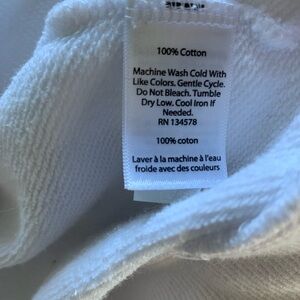 100% Cotton
Machine Wash Cold With
Like Colors. Gentle Cycle.
Do Not Bleach. Tumble
Dry Low. Cool Iron If
Needed.
RN 134578
100% coton
Laver à la machine à l'eau
froide avec des couleurs